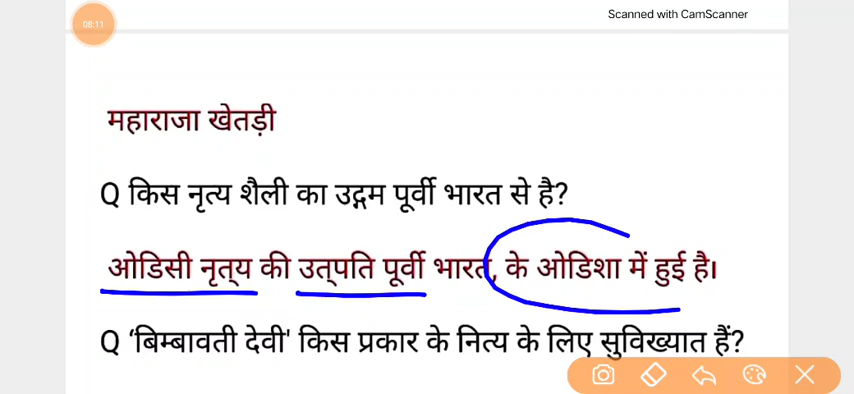 08:11
Scanned with CamScanner
महाराजा खेतड़ी
Q किस नृत्य शैली का उद्गम पूर्वी भारत से है?
ओडिसी नृत्य की उत्पति पूर्वी भारत, के ओडिशा में हुई है।
Q ‘बिम्बावती देवी' किस प्रकार के नित्य के लिए सुविख्यात हैं?